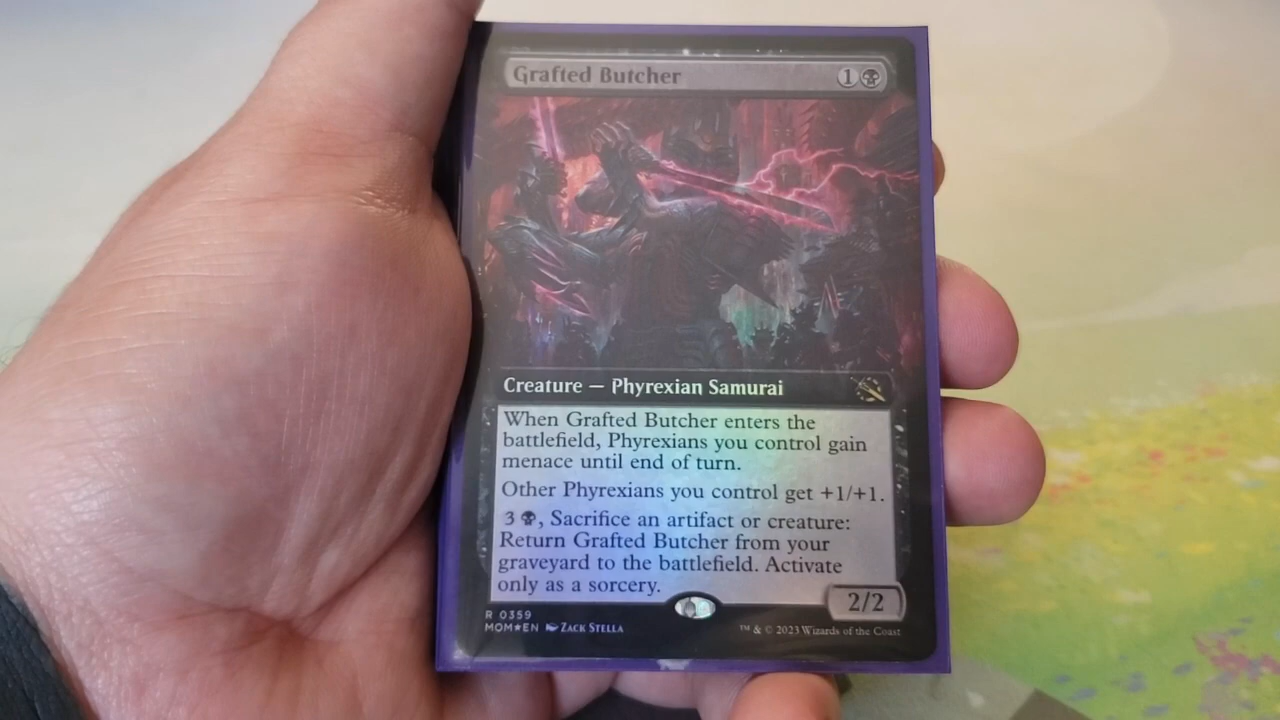 Grafted Butcher 1
Creature — Phyrexian Samurai
When Grafted Butcher enters the
battlefield, Phyrexians you control gain
menace until end of turn.
Other Phyrexians you control get +1/+1.
3 , Sacrifice an artifact or creature:
Return Grafted Butcher from your
graveyard to the battlefield. Activate
only as a sorcery.
2/2
R 0359
MOM★EN ZACK STELLA
™ & © 2023 Wizards of the Coast